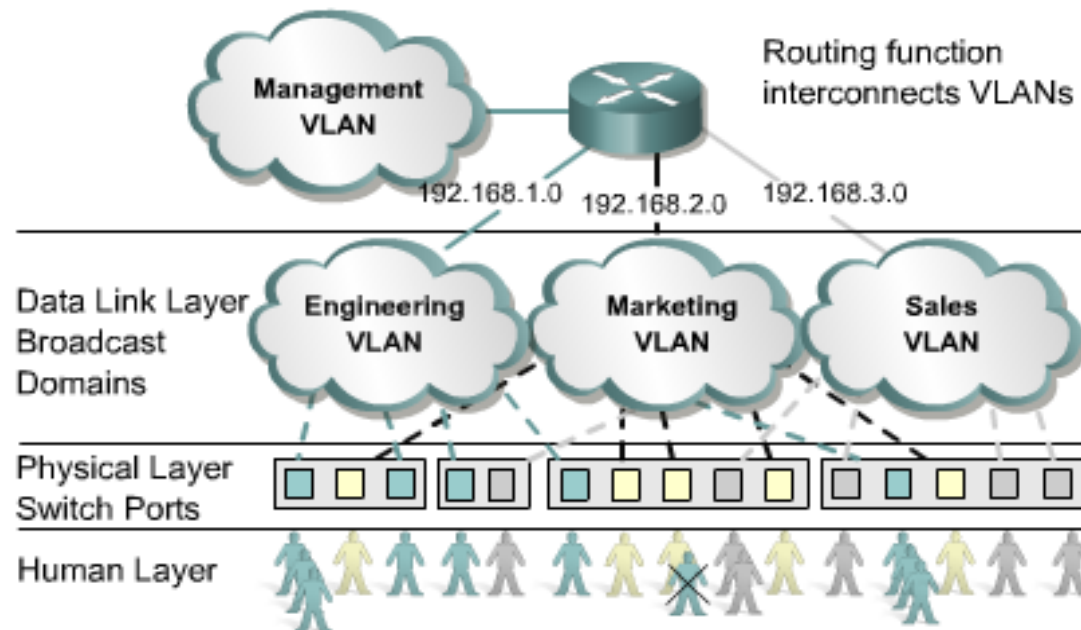 Management
VLAN
Routing function
interconnects VLANs
192.168.1.0
192.168.2.0
192.168.3.0
Data Link Layer
Broadcast
Domains
Engineering
VLAN
Marketing
VLAN
Sales
VLAN
Physical Layer
Switch Ports
Human Layer